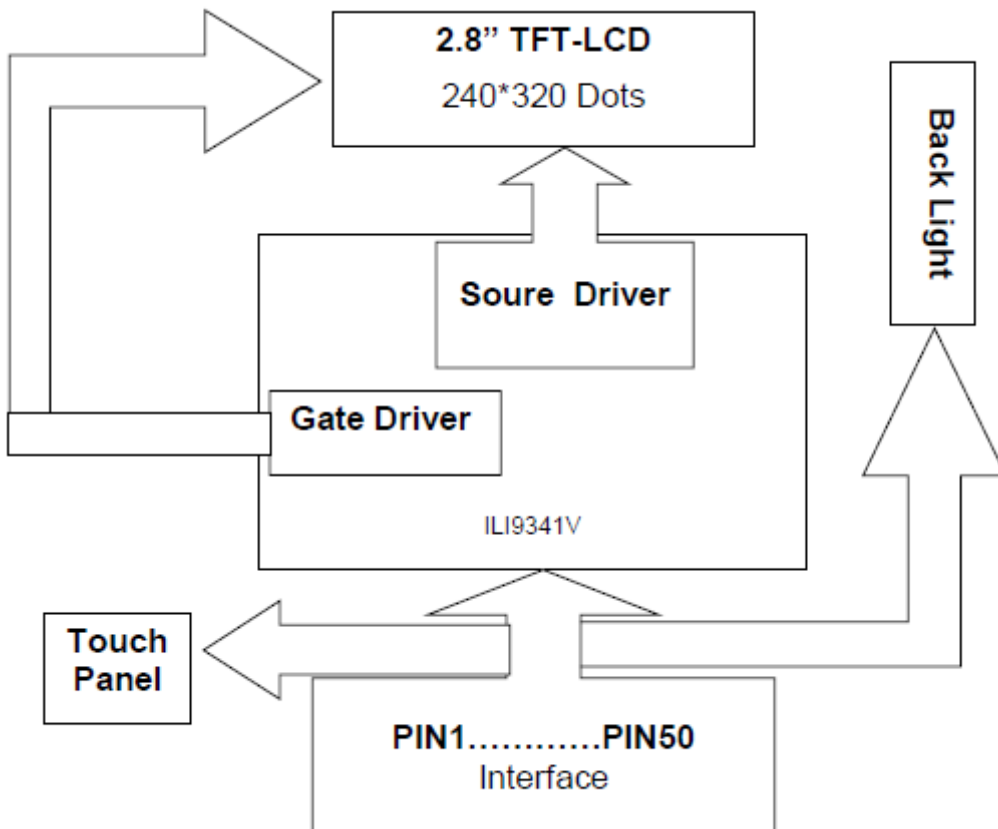 2.8” TFT-LCD
240*320 Dots
Back Light
Soure Driver
Gate Driver
ILI9341V
Touch
Panel
PIN1…………PIN50
Interface